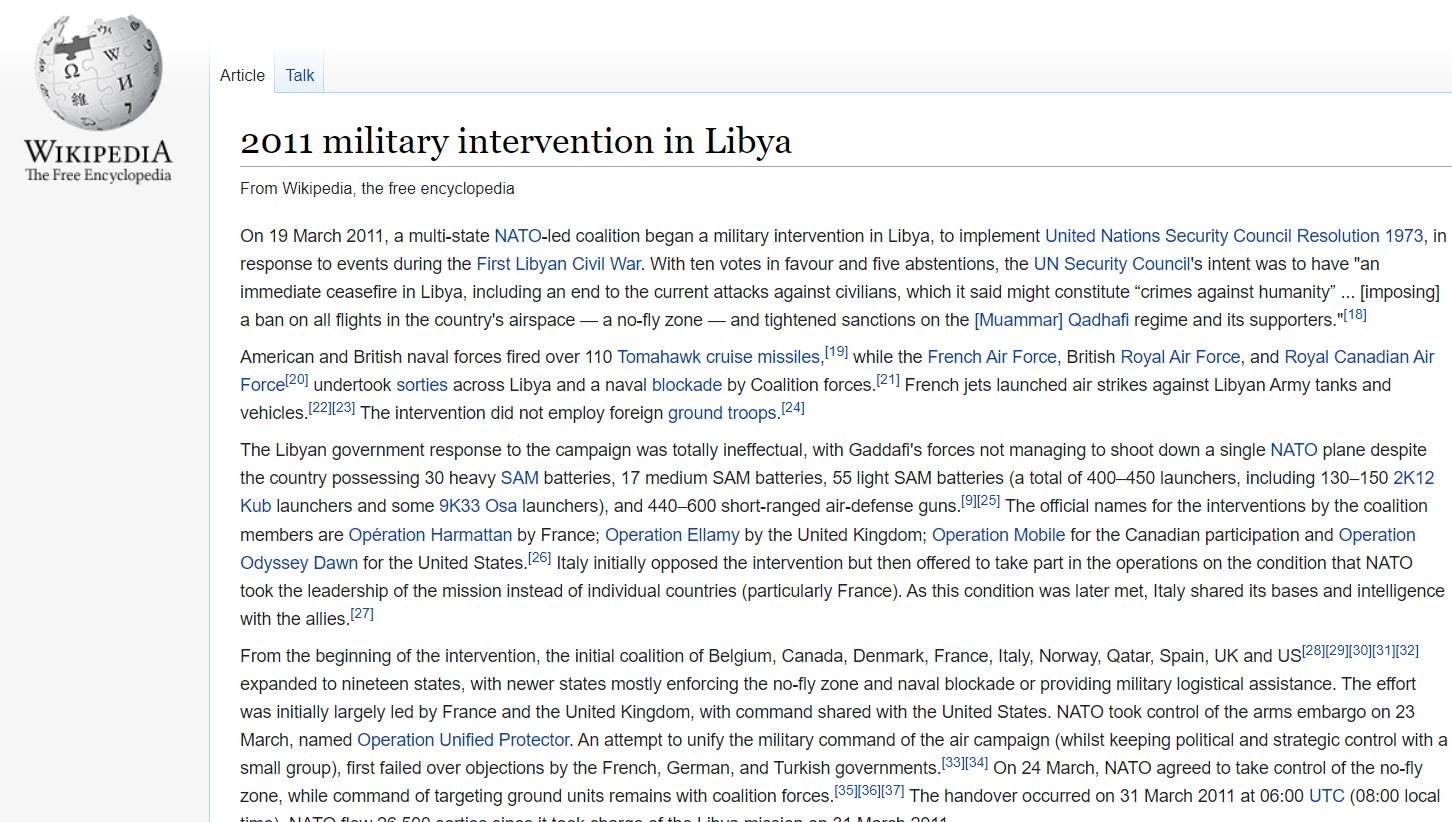 WIKIPEDIA
The Free Encyclopedia
Article Talk
2011 military intervention in Libya
From Wikipedia, the free encyclopedia
On 19 March 2011, a multi-state NATO-led coalition began a military intervention in Libya, to implement United Nations Security Council Resolution 1973, in
response to events during the First Libyan Civil War. With ten votes in favour and five abstentions, the UN Security Council's intent was to have "an
immediate ceasefire in Libya, including an end to the current attacks against civilians, which it said might constitute “crimes against humanity” ... [imposing]
a ban on all flights in the country's airspace — a no-fly zone — and tightened sanctions on the [Muammar] Qadhafi regime and its supporters."[18]
American and British naval forces fired over 110 Tomahawk cruise missiles,[19] while the French Air Force, British Royal Air Force, and Royal Canadian Air
Force[20] undertook sorties across Libya and a naval blockade by Coalition forces.[21] French jets launched air strikes against Libyan Army tanks and
vehicles.[22][23] The intervention did not employ foreign ground troops.[24]
The Libyan government response to the campaign was totally ineffectual, with Gaddafi's forces not managing to shoot down a single NATO plane despite
the country possessing 30 heavy SAM batteries, 17 medium SAM batteries, 55 light SAM batteries (a total of 400–450 launchers, including 130–150 2K12
Kub launchers and some 9K33 Osa launchers), and 440–600 short-ranged air-defense guns.[9][25] The official names for the interventions by the coalition
members are Opération Harmattan by France; Operation Ellamy by the United Kingdom; Operation Mobile for the Canadian participation and Operation
Odyssey Dawn for the United States.[26] Italy initially opposed the intervention but then offered to take part in the operations on the condition that NATO
took the leadership of the mission instead of individual countries (particularly France). As this condition was later met, Italy shared its bases and intelligence
with the allies.[27]
From the beginning of the intervention, the initial coalition of Belgium, Canada, Denmark, France, Italy, Norway, Qatar, Spain, UK and US[28][29][30][31][32]
expanded to nineteen states, with newer states mostly enforcing the no-fly zone and naval blockade or providing military logistical assistance. The effort
was initially largely led by France and the United Kingdom, with command shared with the United States. NATO took control of the arms embargo on 23
March, named Operation Unified Protector. An attempt to unify the military command of the air campaign (whilst keeping political and strategic control with a
small group), first failed over objections by the French, German, and Turkish governments.[33][34] On 24 March, NATO agreed to take control of the no-fly
zone, while command of targeting ground units remains with coalition forces.[35][36][37] The handover occurred on 31 March 2011 at 06:00 UTC (08:00 local
time). NATO flew 26,500 sorties since it took charge of the Libya mission on 31 March 2011.